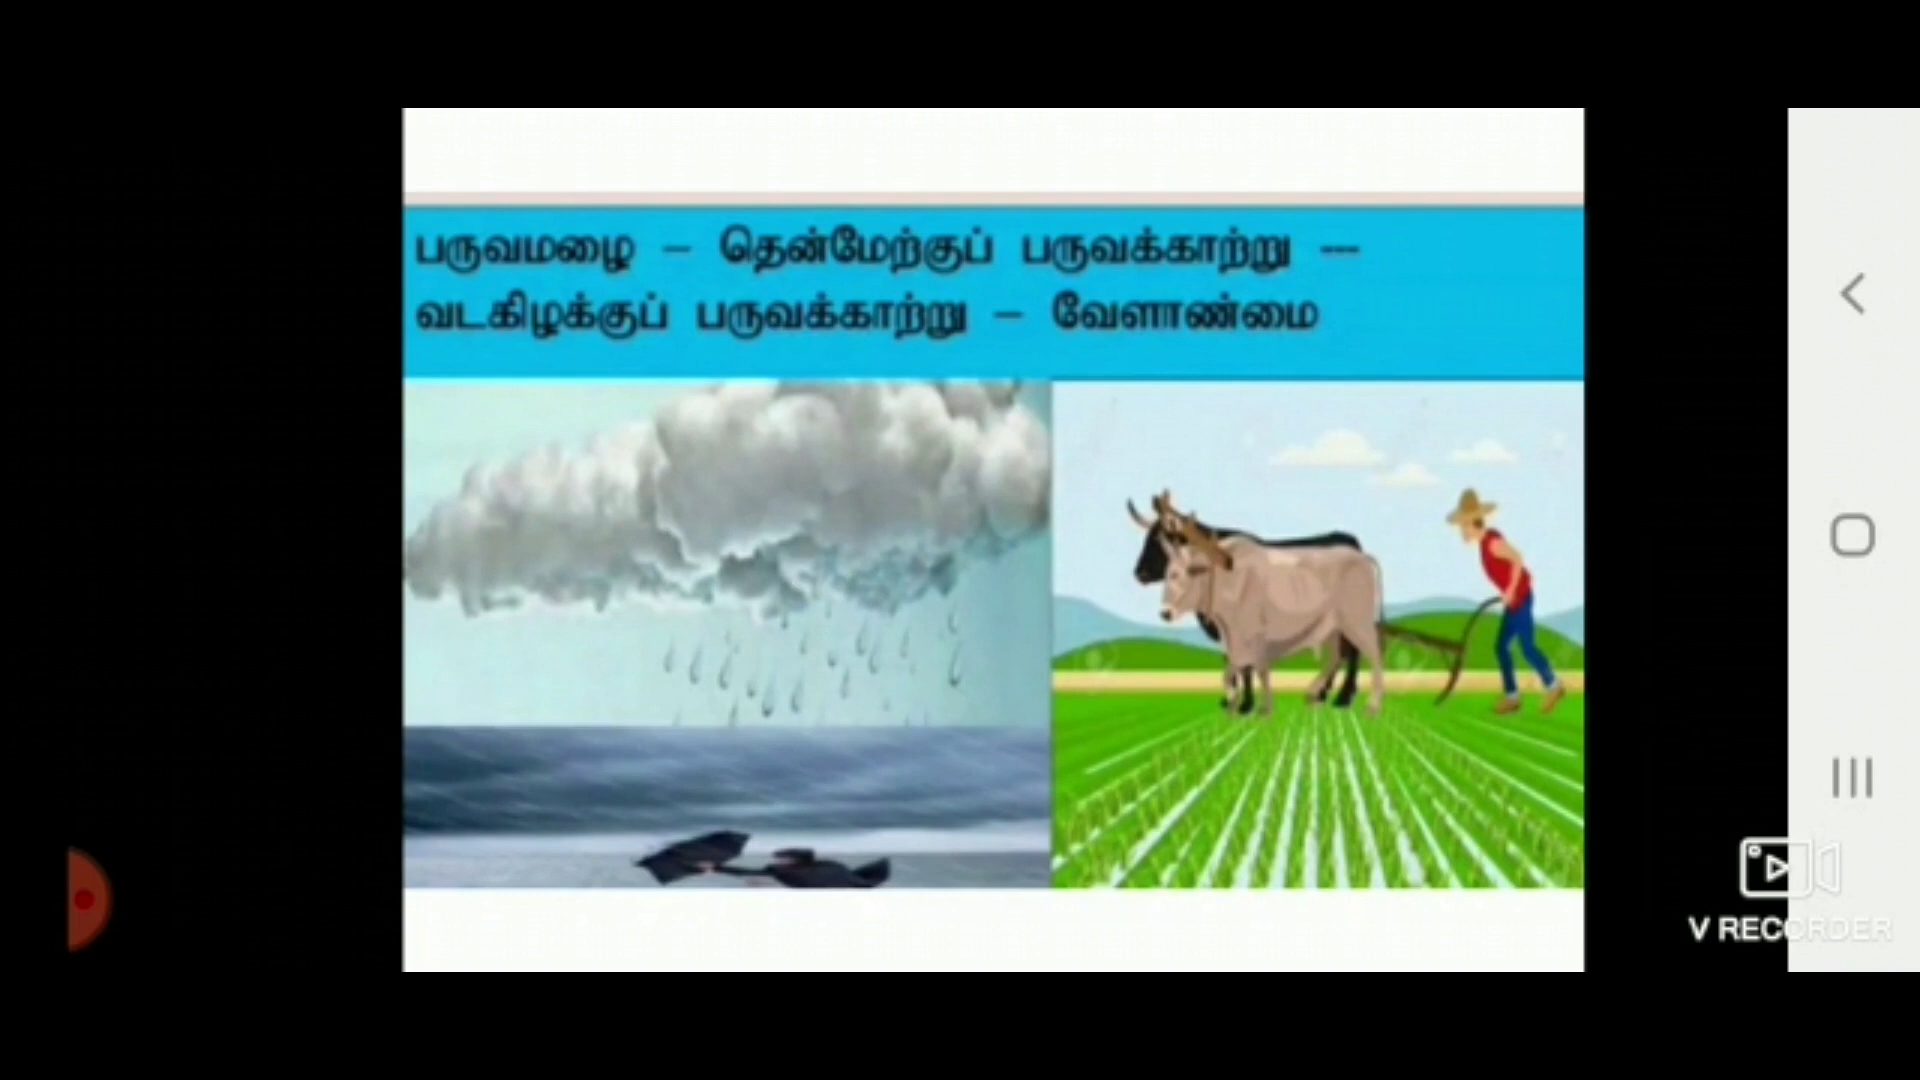 பருவமழை – தென்மேற்குப் பருவக்காற்று ---
வடகிழக்குப் பருவக்காற்று – வேளாண்மை
V RECORDER